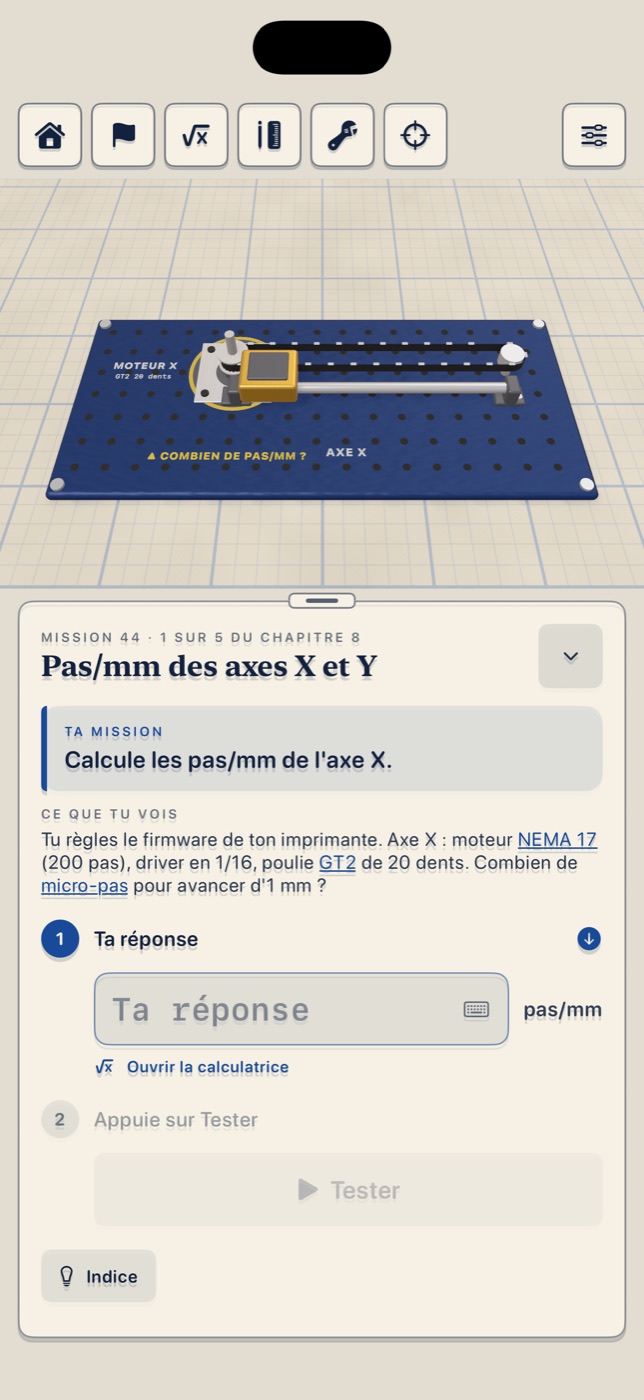 √x
MOTEUR X
GT2 20 dents
▲ COMBIEN DE PAS/MM ?
AXE X
MISSION 44 · 1 SUR 5 DU CHAPITRE 8
Pas/mm des axes X et Y
TA MISSION
Calcule les pas/mm de l'axe X.
CE QUE TU VOIS
Tu règles le firmware de ton imprimante. Axe X : moteur NEMA 17
(200 pas), driver en 1/16, poulie GT2 de 20 dents. Combien de
micro-pas pour avancer d'1 mm ?
1 Ta réponse
Ta réponse
pas/mm
√x Ouvrir la calculatrice
2 Appuie sur Tester
Tester
Indice